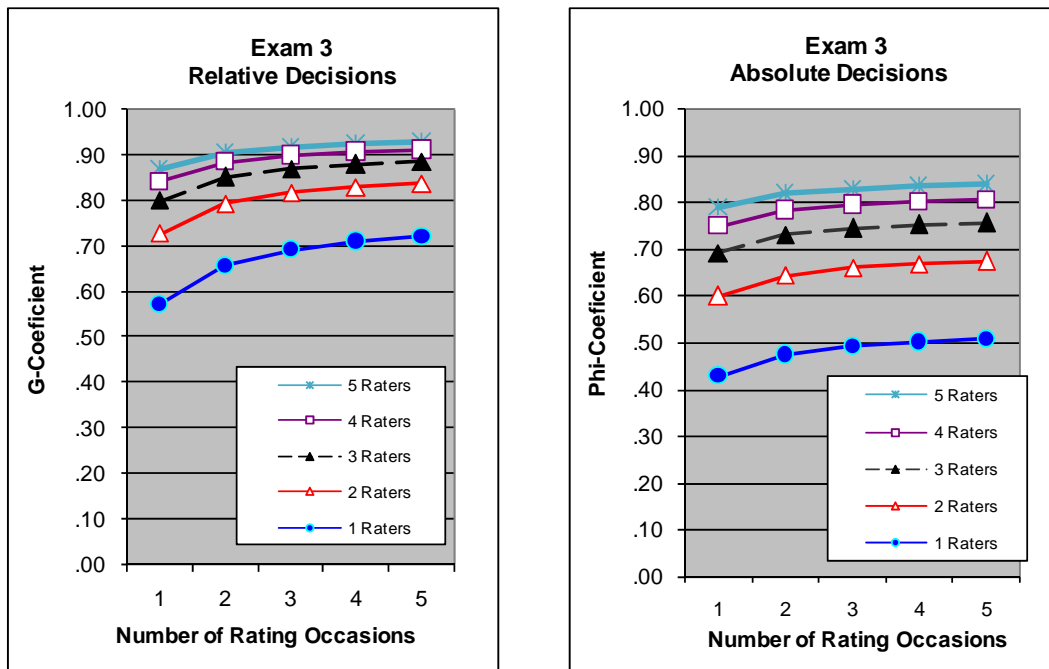 Exam 3
Relative Decisions
G-Coeficient
1.00
.90
.80
.70
.60
.50
.40
.30
.20
.10
.00
5 Raters
4 Raters
3 Raters
2 Raters
1 Raters
1 2 3 4 5
Number of Rating Occasions
Exam 3
Absolute Decisions
Phi-Coeficient
1.00
.90
.80
.70
.60
.50
.40
.30
.20
.10
.00
5 Raters
4 Raters
3 Raters
2 Raters
1 Raters
1 2 3 4 5
Number of Rating Occasions